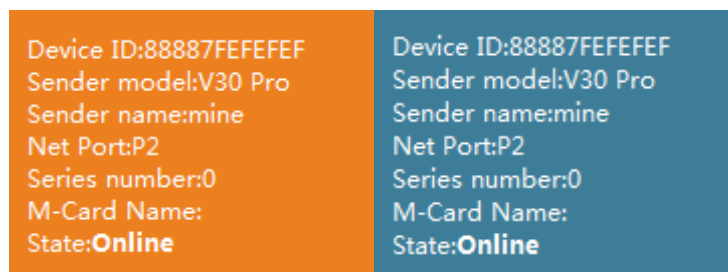 Device ID:88887FEFEFEF
Sender model:V30 Pro
Sender name:mine
Net Port:P2
Series number:0
M-Card Name:
State:Online
Device ID:88887FEFEFEF
Sender model:V30 Pro
Sender name:mine
Net Port:P2
Series number:0
M-Card Name:
State:Online